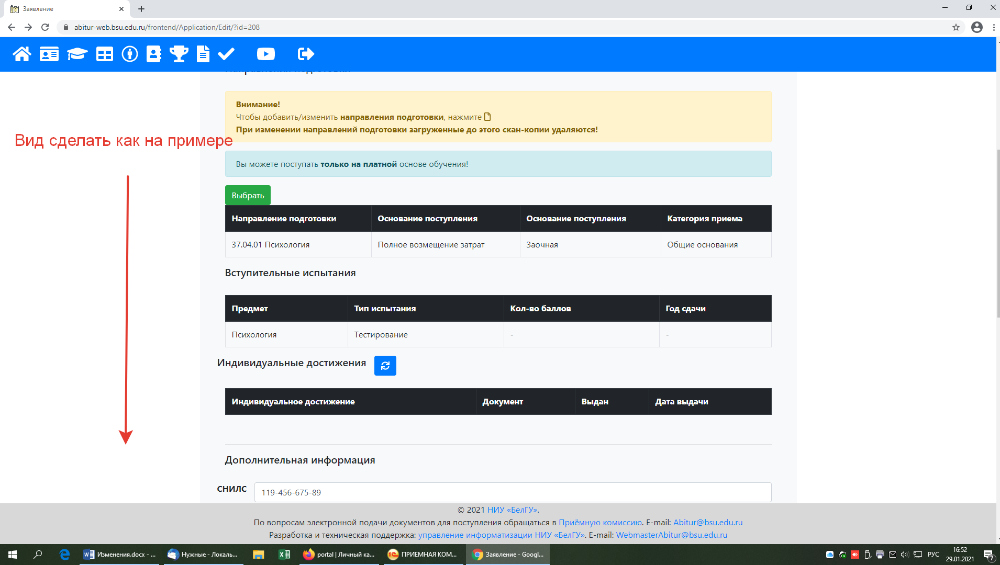 Заявление
abitur-web.bsu.edu.ru/frontend/Application/Edit/?id=208
Направления подготовки
Внимание!
Чтобы добавить/изменить направления подготовки, нажмите
При изменении направлений подготовки загруженные до этого скан-копии удаляются!
Вид сделать как на примере
Вы можете поступать только на платной основе обучения!
Выбрать
Направление подготовки Основание поступления Основание поступления Категория приема
37.04.01 Психология Полное возмещение затрат Заочная Общие основания
Вступительные испытания
Предмет Тип испытания Кол-во баллов Год сдачи
Психология Тестирование - -
Индивидуальные достижения
Индивидуальное достижение Документ Выдан Дата выдачи
Дополнительная информация
СНИЛС 119-456-675-89
© 2021 НИУ «БелГУ».
По вопросам электронной подачи документов для поступления обращаться в Приёмную комиссию. E-mail: Abitur@bsu.edu.ru
Разработка и техническая поддержка: управление информатизации НИУ «БелГУ». E-mail: WebmasterAbitur@bsu.edu.ru
Изменения.docx - ... Нужные - Локаль... portal | Личный ка... ПРИЕМНАЯ КОМ... Заявление - Googl... РУС 16:52
29.01.2021 7